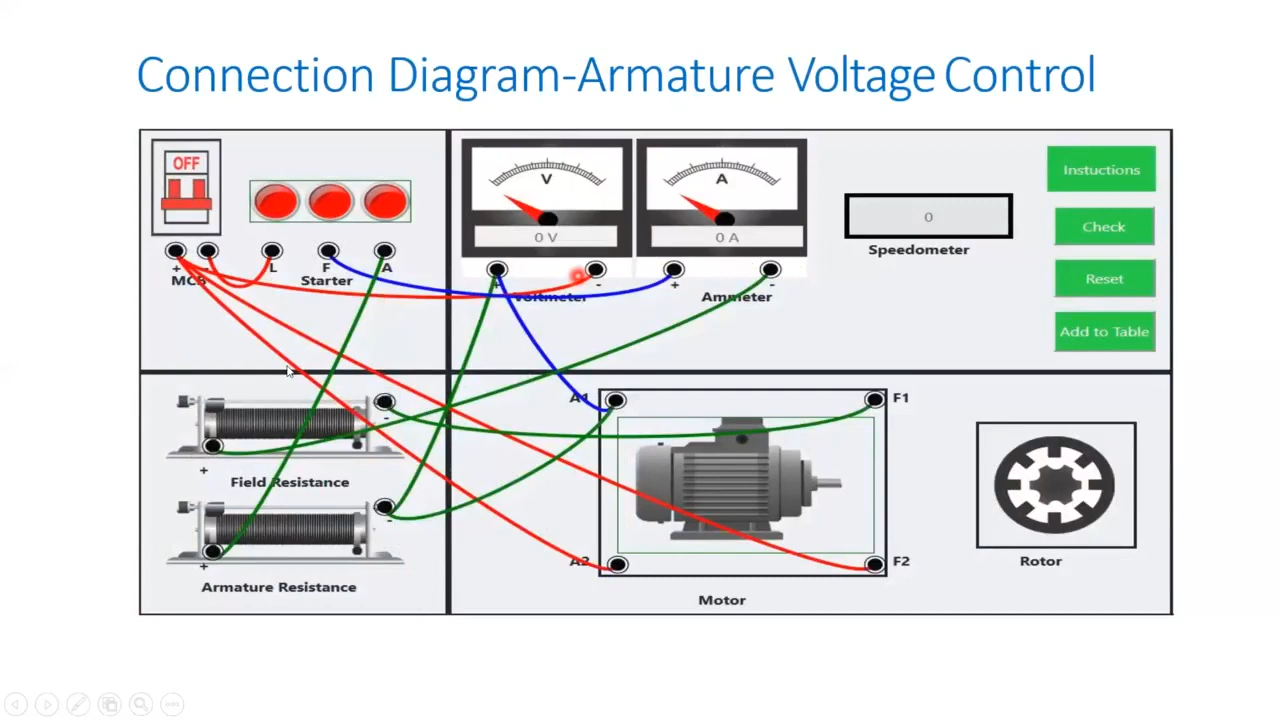 Connection Diagram-Armature Voltage Control
OFF
V
A
0 V
0 A
0
Instuctions
Check
Reset
Add to Table
Speedometer
+
-
L
F
A
+
-
+
-
MCB
Starter
Voltmeter
Ammeter
A1
F1
-
+
Field Resistance
-
+
Armature Resistance
A2
F2
Rotor
Motor